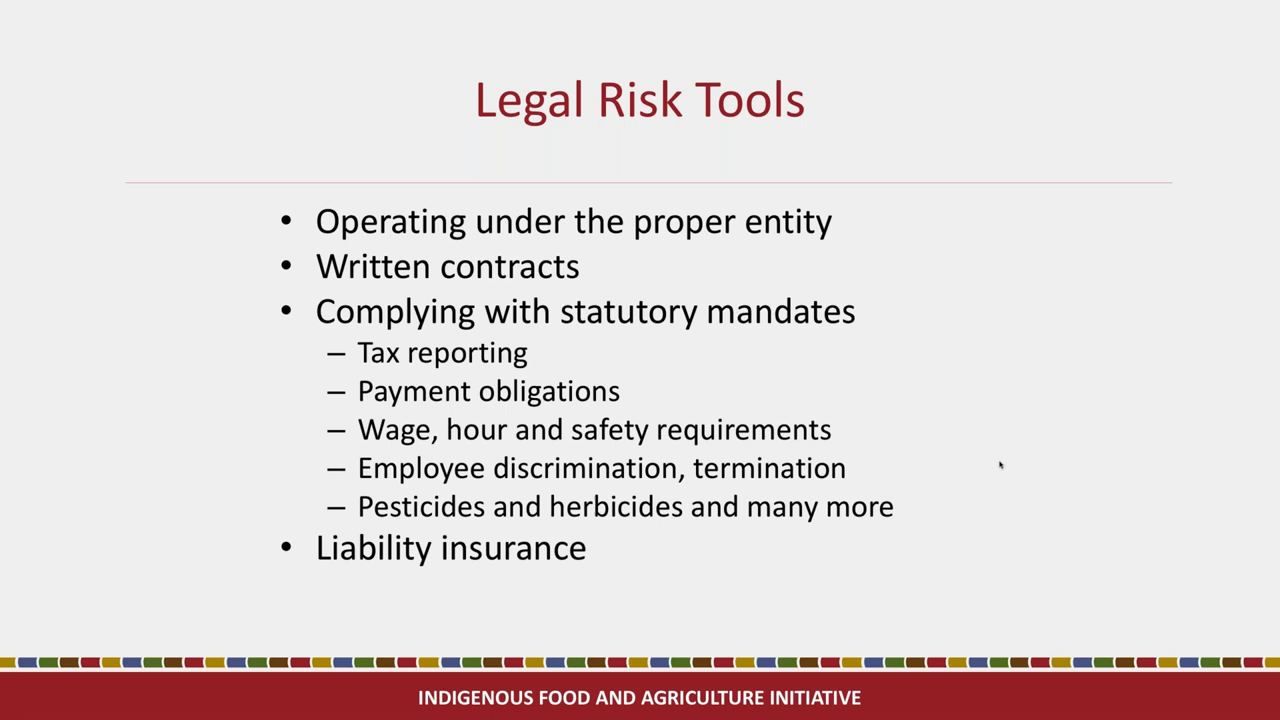 Legal Risk Tools
• Operating under the proper entity
• Written contracts
• Complying with statutory mandates
– Tax reporting
– Payment obligations
– Wage, hour and safety requirements
– Employee discrimination, termination
– Pesticides and herbicides and many more
• Liability insurance
INDIGENOUS FOOD AND AGRICULTURE INITIATIVE